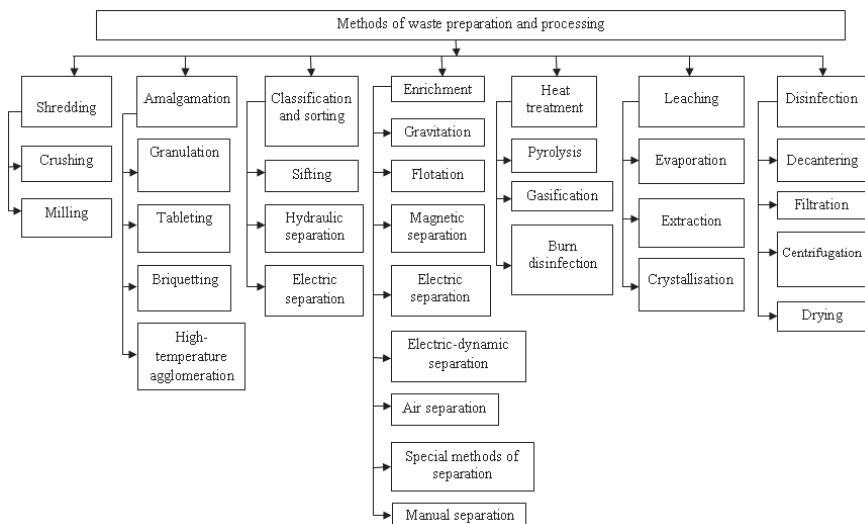 Methods of waste preparation and processing
Shredding
Crushing
Milling
Amalgamation
Granulation
Tableting
Briquetting
High-
temperature
agglomeration
Classification
and sorting
Sifting
Hydraulic
separation
Electric
separation
Enrichment
Gravitation
Flotation
Magnetic
separation
Electric
separation
Electric-dynamic
separation
Air separation
Special methods of
separation
Manual separation
Heat
treatment
Pyrolysis
Gasification
Burn
disinfection
Leaching
Evaporation
Extraction
Crystallisation
Disinfection
Decantering
Filtration
Centrifugation
Drying